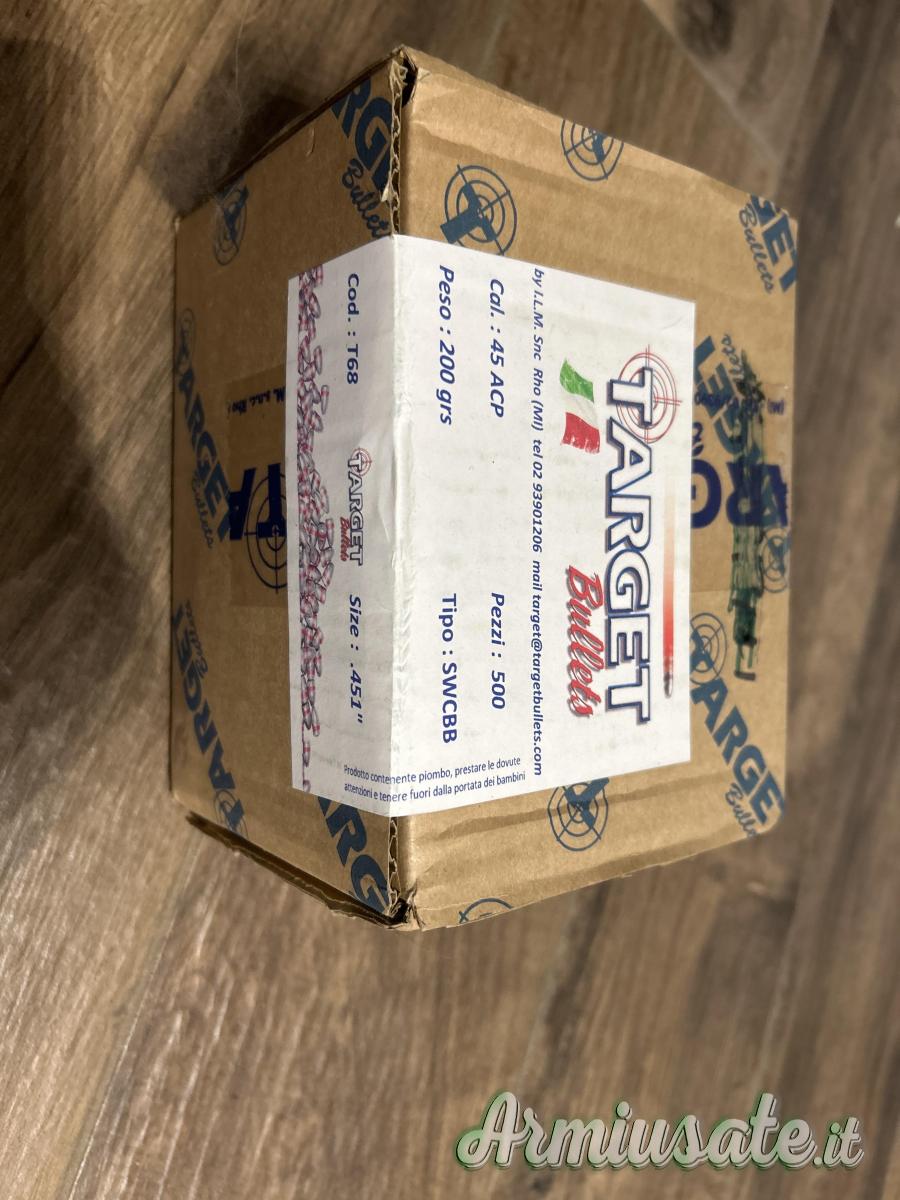 TARGET
Bullets
by I.L.M. Snc Rho (MI) tel 02 93901206 mail target@targetbullets.com
Cal. : 45 ACP Pezzi : 500
Peso : 200 grs Tipo : SWCBB
Prodotto contenente piombo, prestare le dovute
attenzioni e tenere fuori dalla portata dei bambini
Cod. : T68 TARGET Bullets Size : .451"
Armiusate.it